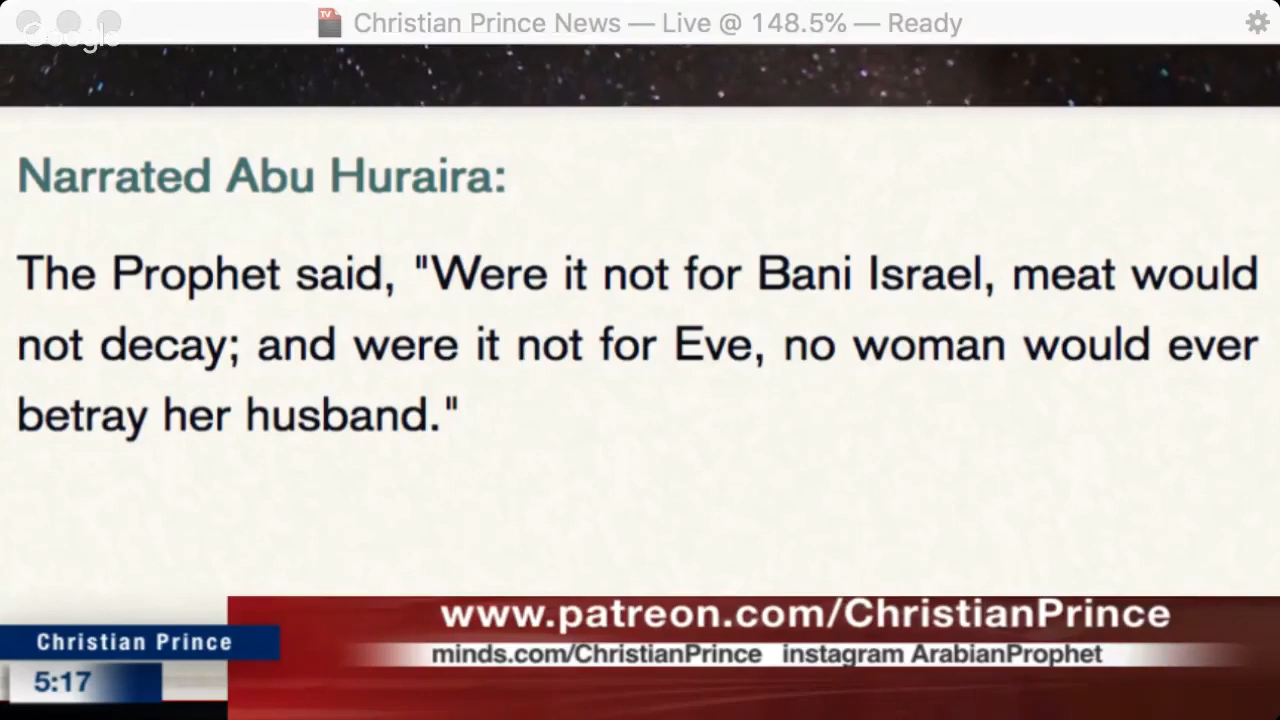 Christian Prince News — Live @ 148.5% — Ready
Google
Narrated Abu Huraira:
The Prophet said, "Were it not for Bani Israel, meat would
not decay; and were it not for Eve, no woman would ever
betray her husband."
www.patreon.com/ChristianPrince
Christian Prince
minds.com/ChristianPrince instagram ArabianProphet
5:17